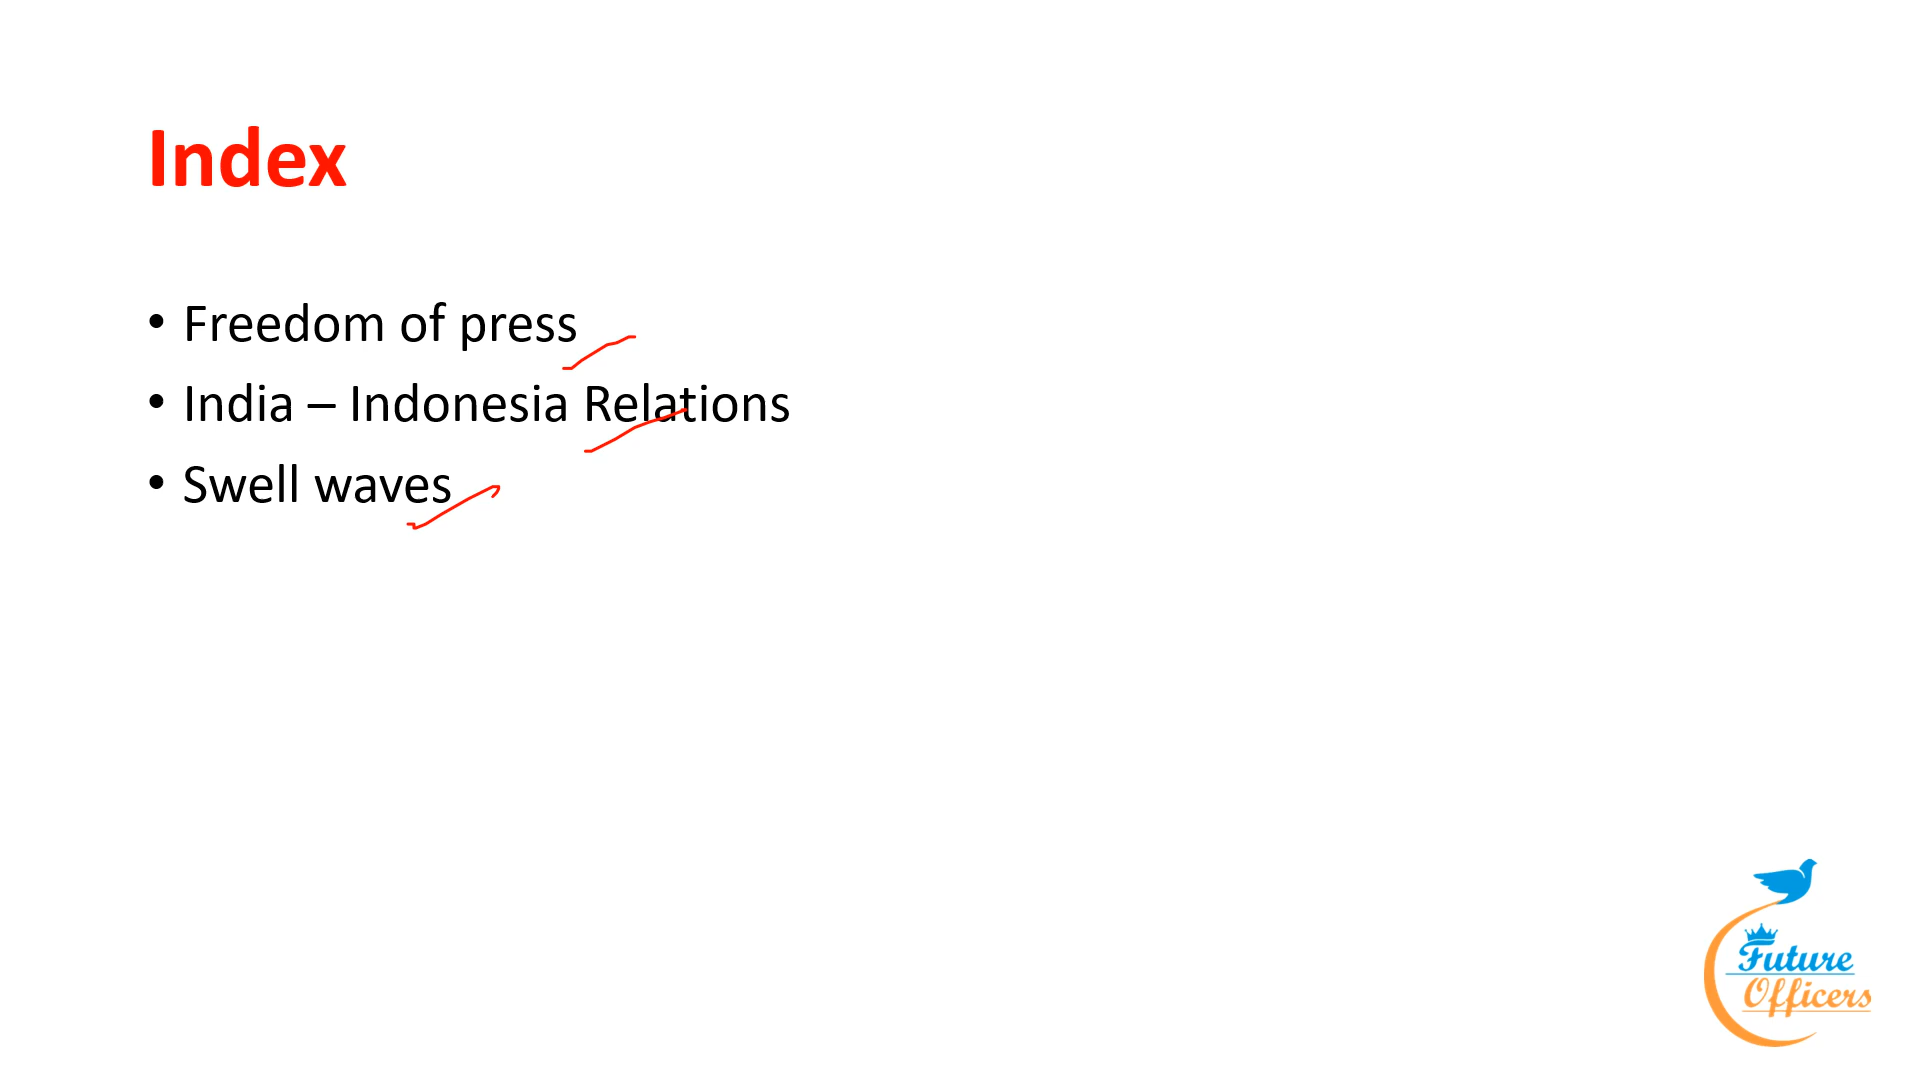 Index
• Freedom of press
• India – Indonesia Relations
• Swell waves
Future
Officers